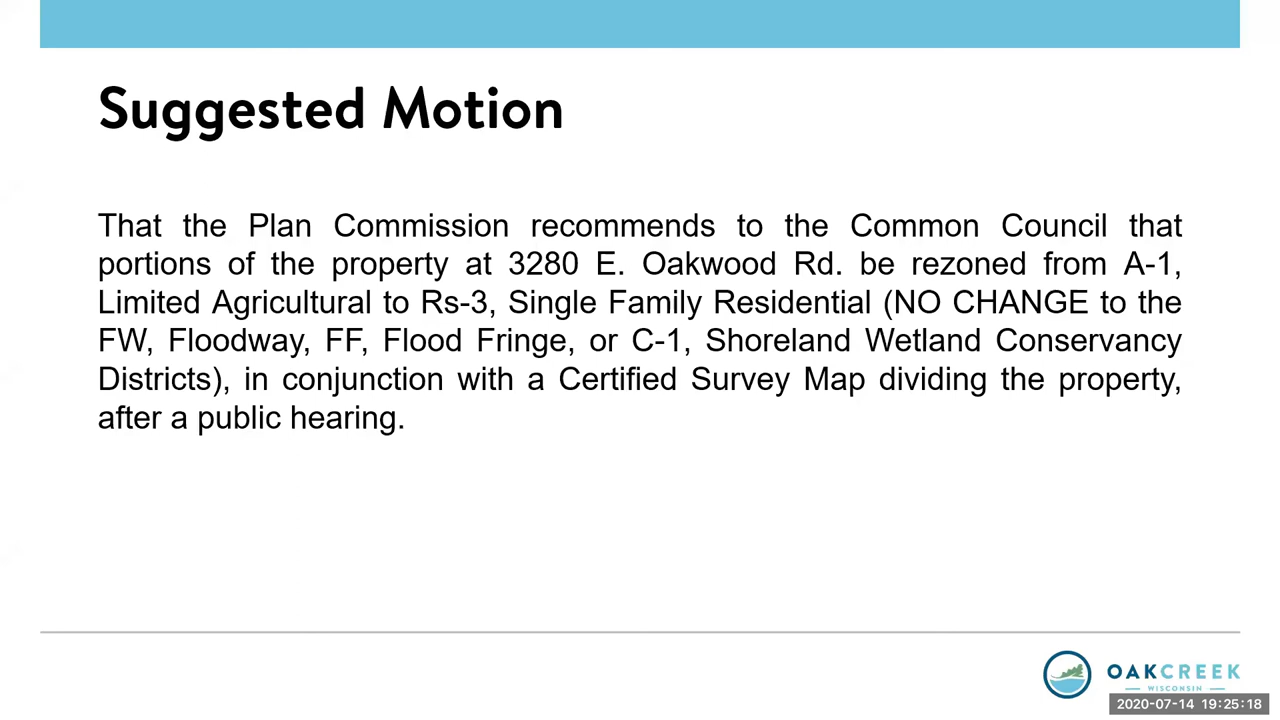 Suggested Motion
That the Plan Commission recommends to the Common Council that
portions of the property at 3280 E. Oakwood Rd. be rezoned from A-1,
Limited Agricultural to Rs-3, Single Family Residential (NO CHANGE to the
FW, Floodway, FF, Flood Fringe, or C-1, Shoreland Wetland Conservancy
Districts), in conjunction with a Certified Survey Map dividing the property,
after a public hearing.
OAKCREEK
WISCONSIN
2020-07-14 19:25:18